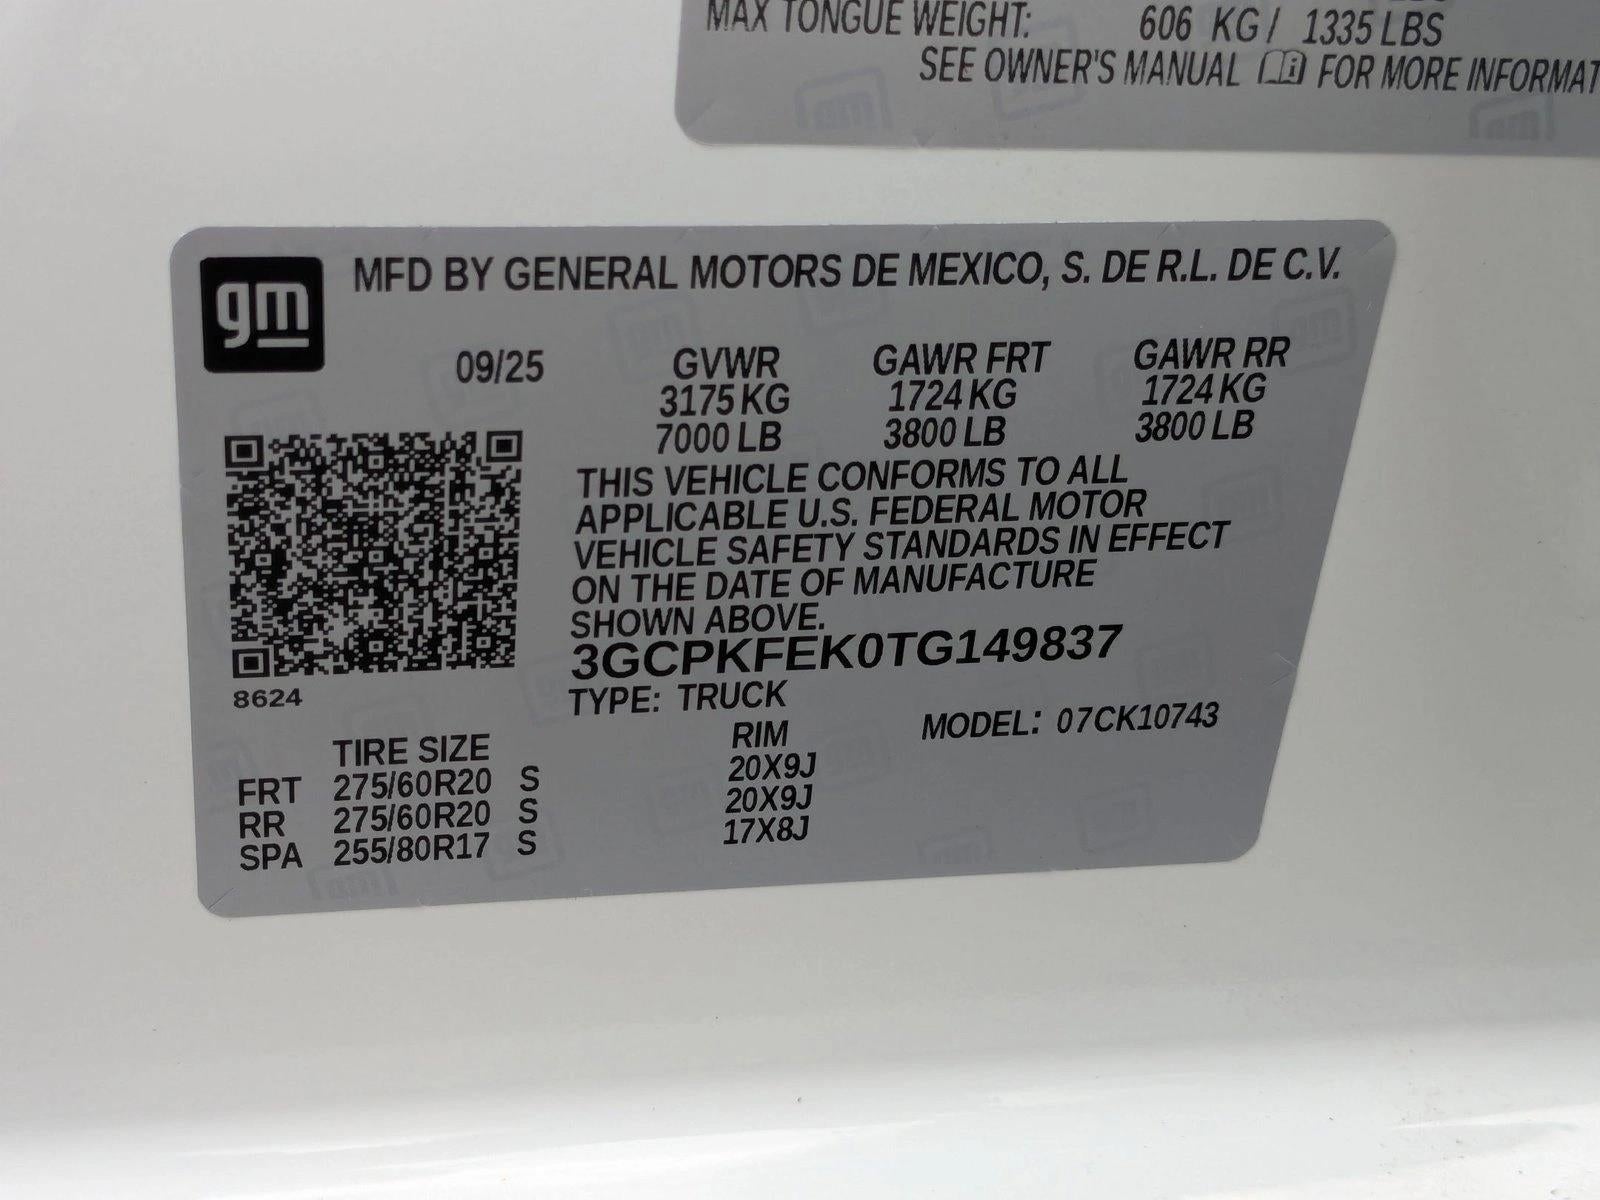 MAX TONGUE WEIGHT: 606 KG / 1335 LBS
SEE OWNER'S MANUAL FOR MORE
gm
MFD BY GENERAL MOTORS DE MEXICO, S. DE R.L. DE C.V.
09/25 GVWR GAWR FRT GAWR RR
3175 KG 1724 KG 1724 KG
7000 LB 3800 LB 3800 LB
THIS VEHICLE CONFORMS TO ALL
APPLICABLE U.S. FEDERAL MOTOR
VEHICLE SAFETY STANDARDS IN EFFECT
ON THE DATE OF MANUFACTURE
SHOWN ABOVE.
3GCPKFEK0TG149837
8624
TYPE: TRUCK MODEL: 07CK10743
TIRE SIZE RIM
FRT 275/60R20 S 20X9J
RR 275/60R20 S 20X9J
SPA 255/80R17 S 17X8J